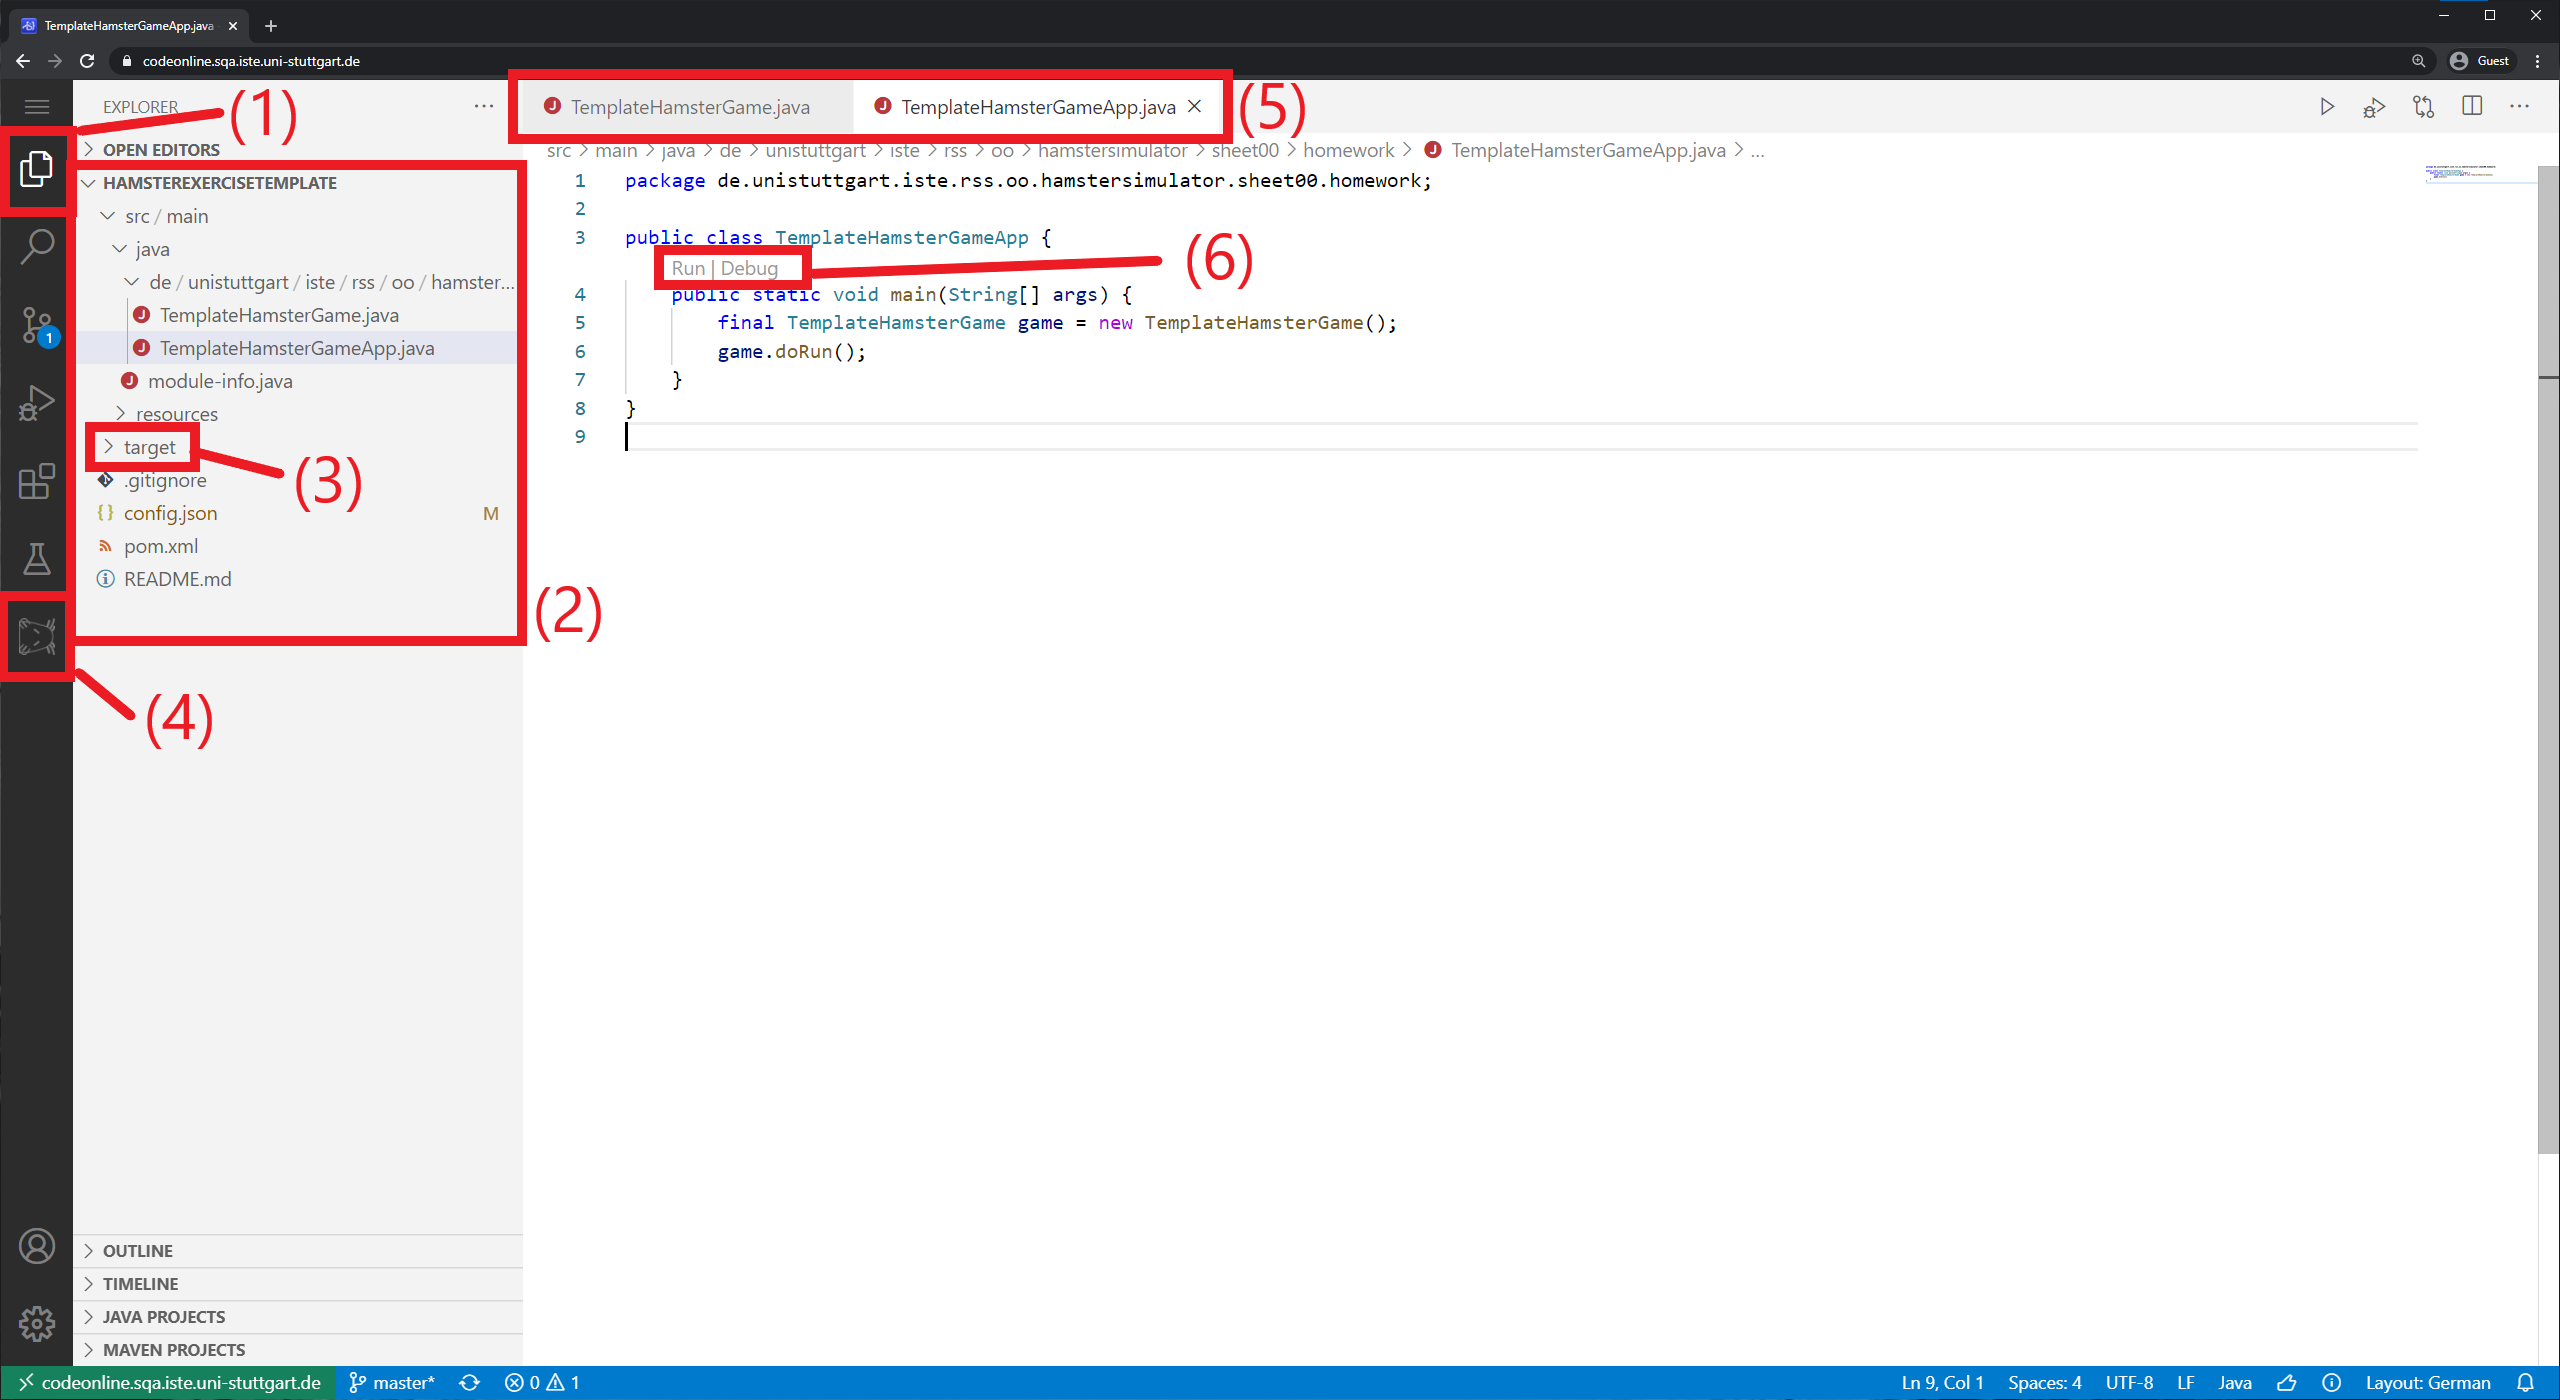 TemplateHamsterGameApp.java
codeonline.sqa.iste.uni-stuttgart.de
Guest
EXPLORER
(1)
TemplateHamsterGame.java
TemplateHamsterGameApp.java
(5)
OPEN EDITORS
src > main > java > de > unistuttgart > iste > rss > oo > hamstersimulator > sheet00 > homework > TemplateHamsterGameApp.java > ...
HAMSTEREXERCISETEMPLATE
src / main
java
de / unistuttgart / iste / rss / oo / hamster...
TemplateHamsterGame.java
TemplateHamsterGameApp.java
module-info.java
resources
target
(3)
.gitignore
config.json M
pom.xml
README.md
(2)
(4)
1
1 package de.unistuttgart.iste.rss.oo.hamstersimulator.sheet00.homework;
2
3 public class TemplateHamsterGameApp {
Run | Debug
(6)
4 public static void main(String[] args) {
5 final TemplateHamsterGame game = new TemplateHamsterGame();
6 game.doRun();
7 }
8 }
9
OUTLINE
TIMELINE
JAVA PROJECTS
MAVEN PROJECTS
codeonline.sqa.iste.uni-stuttgart.de master* 0 1 Ln 9, Col 1 Spaces: 4 UTF-8 LF Java Layout: German